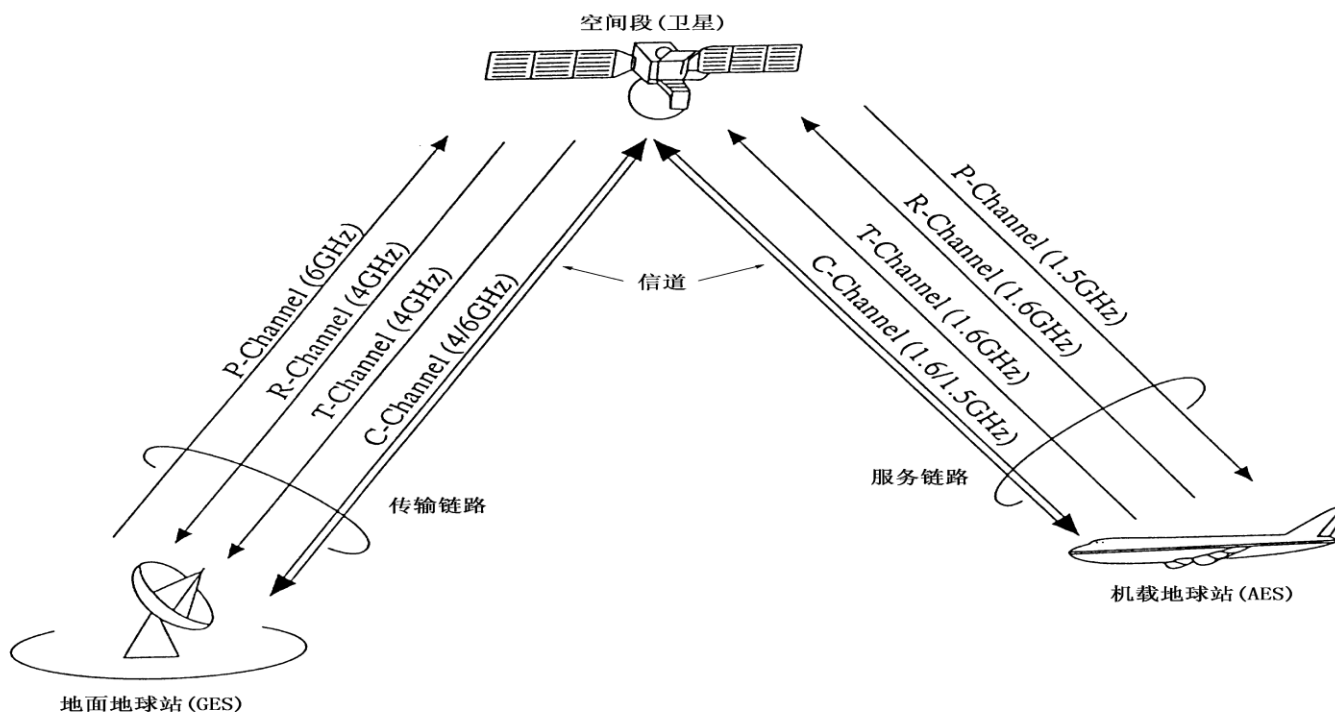 空间段(卫星)
P-Channel (6GHz)
R-Channel (4GHz)
T-Channel (4GHz)
C-Channel (4/6GHz)
信道
P-Channel (1.5GHz)
R-Channel (1.6GHz)
T-Channel (1.6GHz)
C-Channel (1.6/1.5GHz)
传输链路
服务链路
机载地球站(AES)
地面地球站(GES)